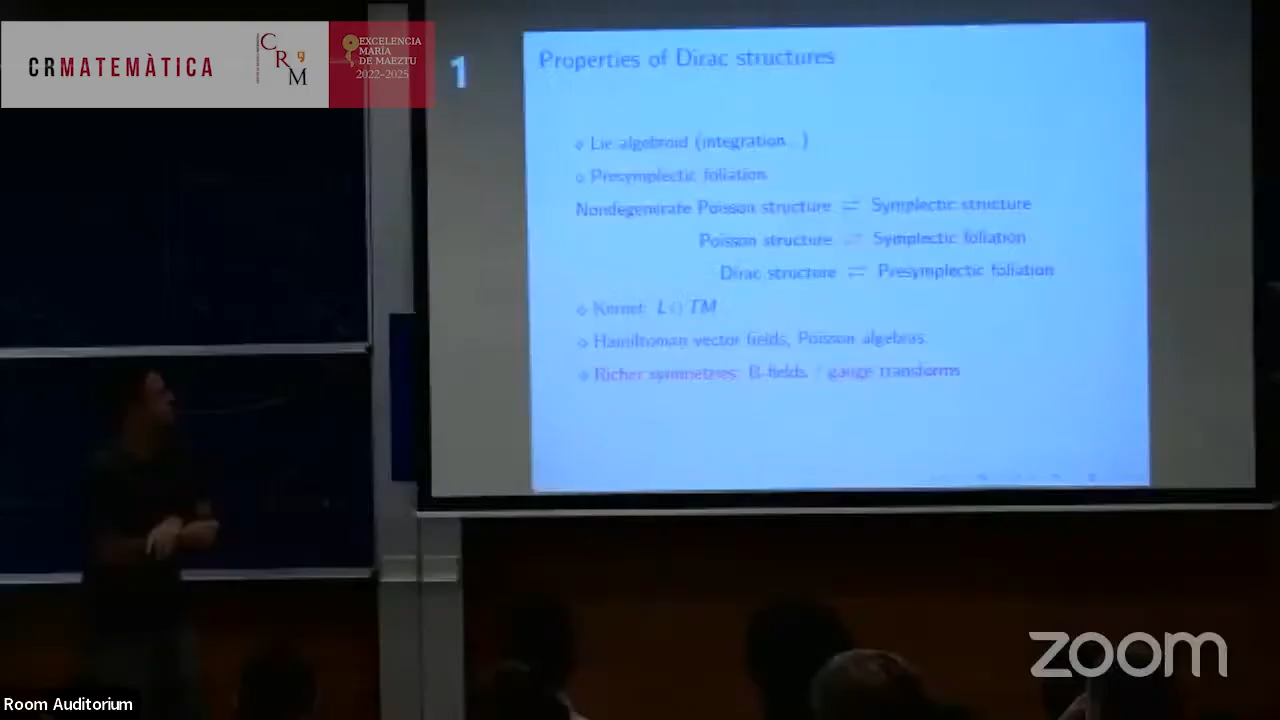 CRMATEMÀTICA
CRM
EXCELENCIA
MARÍA
DE MAEZTU
2022-2025
1
Properties of Dirac structures
⋄ Lie algebroid (integration...)
⋄ Presymplectic foliation
Nondegenerate Poisson structure ⇌ Symplectic structure
Poisson structure ⇌ Symplectic foliation
Dirac structure ⇌ Presymplectic foliation
⋄ Kernel: L ∩ TM
⋄ Hamiltonian vector fields, Poisson algebras
⋄ Richer symmetries: B-fields / gauge transforms
zoom
Room Auditorium